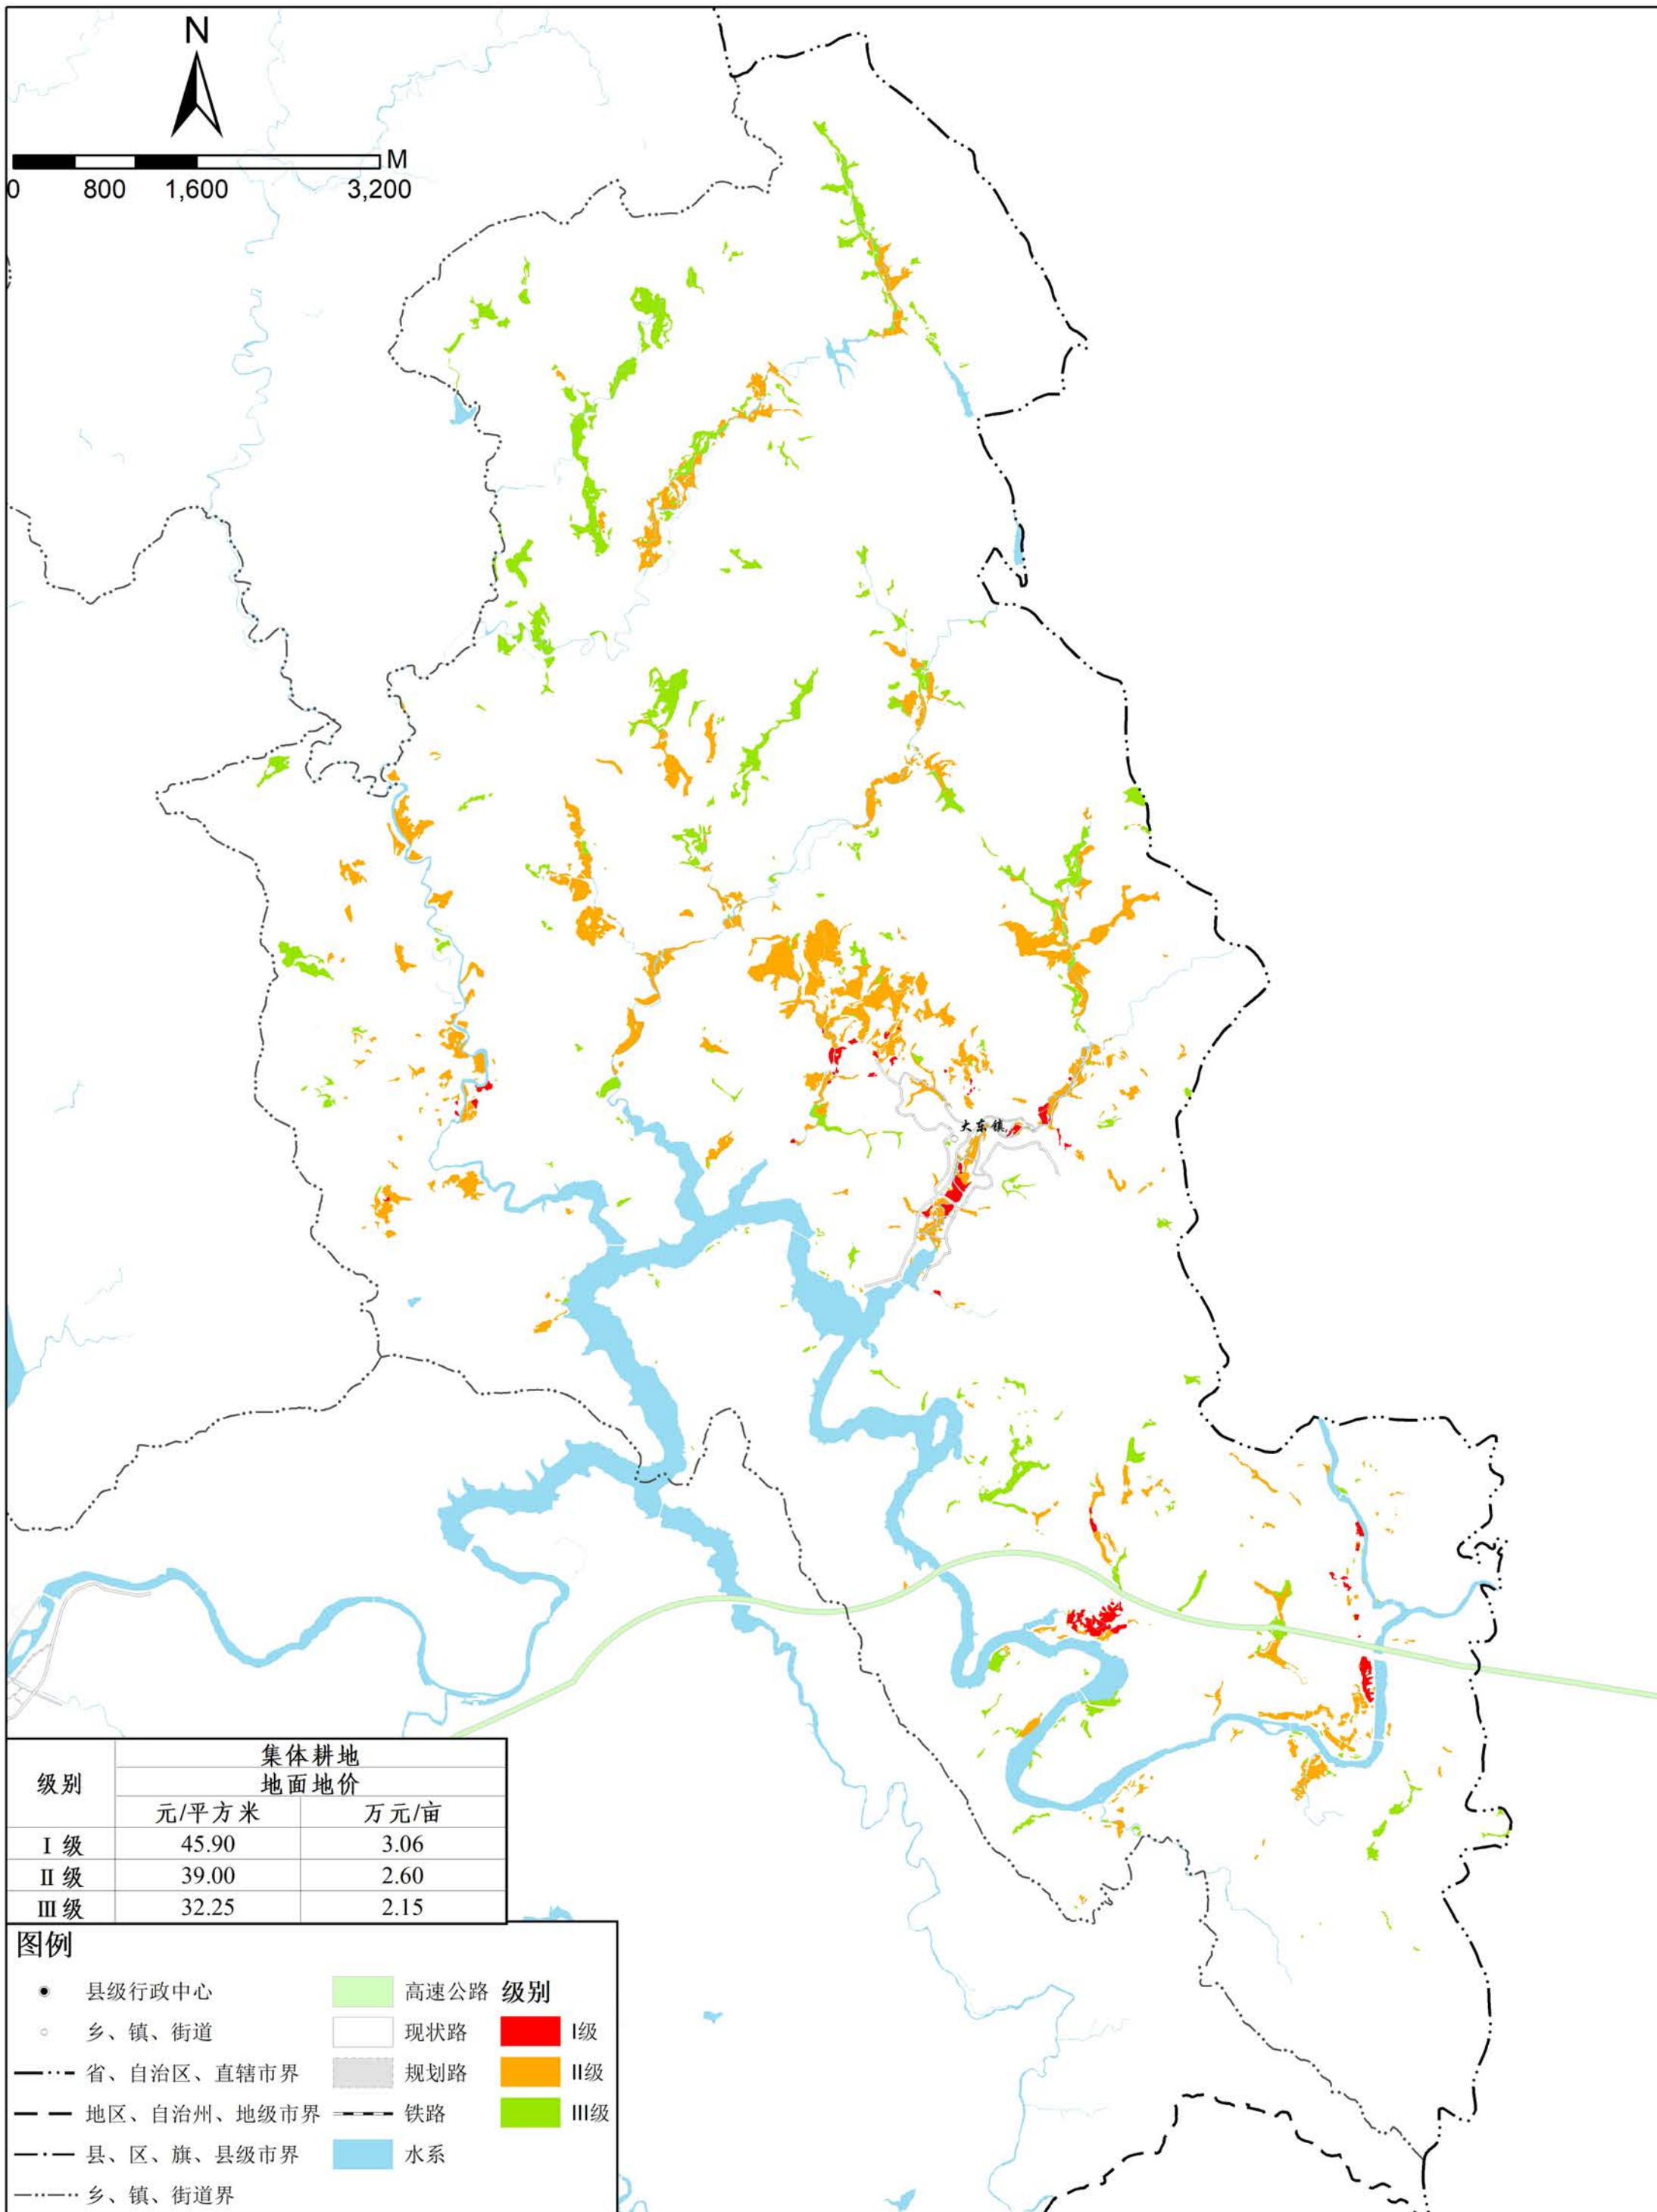 N
M
0 800 1,600 3,200
大东镇
级别 集体耕地
地面地价
元/平方米 万元/亩
I 级 45.90 3.06
II 级 39.00 2.60
III 级 32.25 2.15
图例
县级行政中心 高速公路 级别
乡、镇、街道 现状路 I级
省、自治区、直辖市界 规划路 II级
地区、自治州、地级市界 铁路 III级
县、区、旗、县级市界 水系
乡、镇、街道界